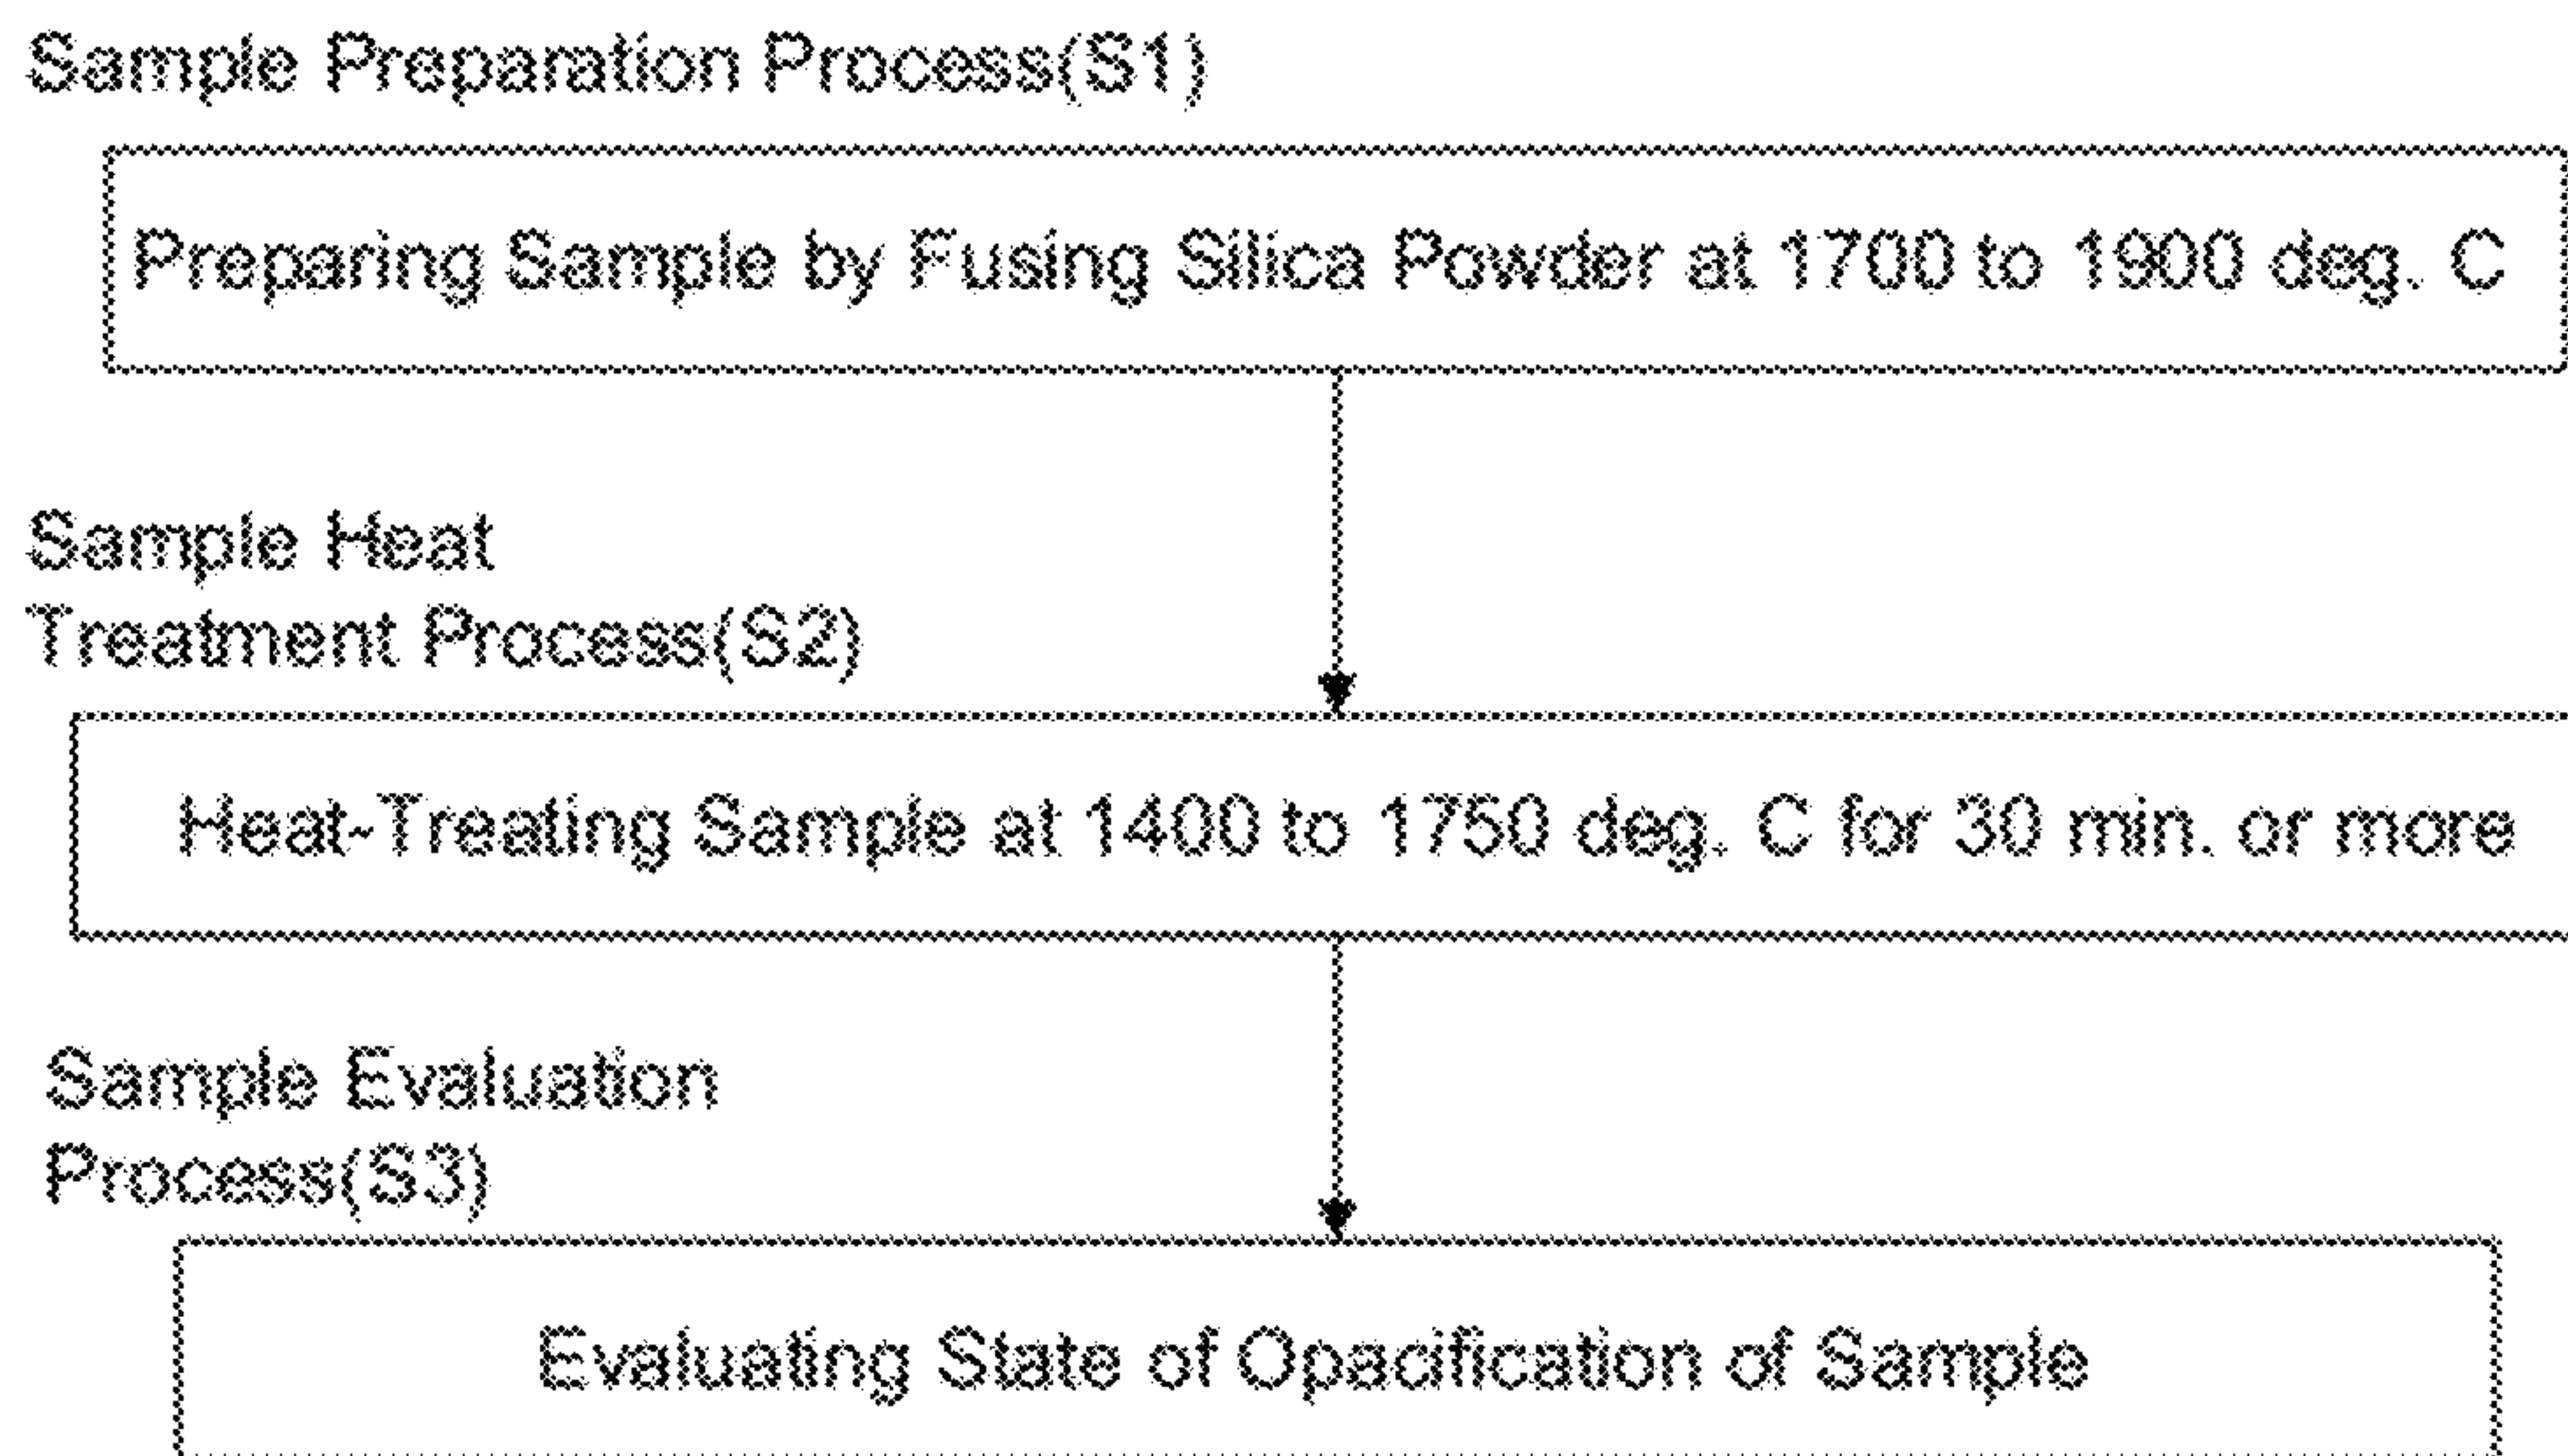 Sample Preparation Process(S1)
Preparing Sample by Fusing Silica Powder at 1700 to 1900 deg. C
Sample Heat
Treatment Process(S2)
Heat-Treating Sample at 1400 to 1750 deg. C for 30 min. or more
Sample Evaluation
Process(S3)
Evaluating State of Opacification of Sample